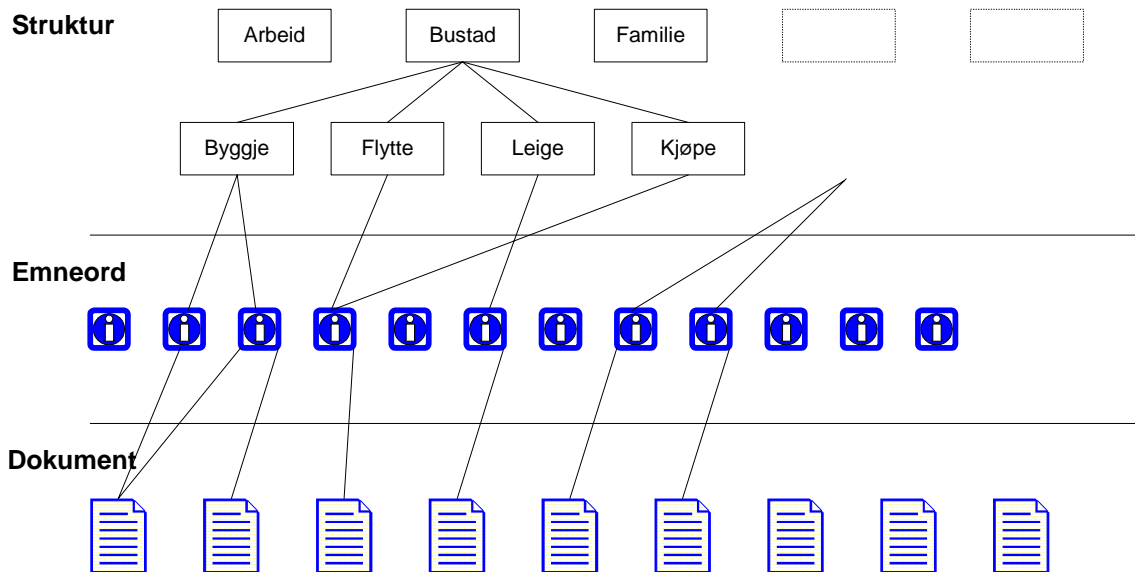 Struktur
Arbeid
Bustad
Familie
Byggje
Flytte
Leige
Kjøpe
Emneord
Dokument